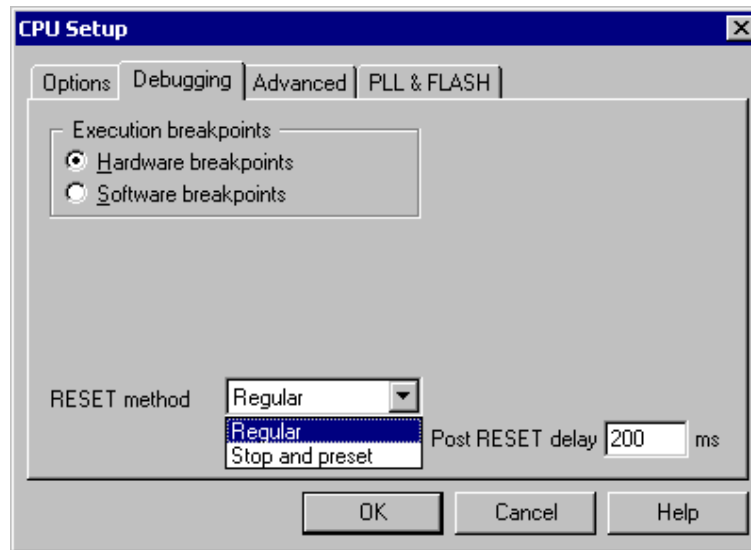 CPU Setup
Options Debugging Advanced PLL & FLASH
Execution breakpoints
Hardware breakpoints
Software breakpoints
RESET method Regular
Regular
Stop and preset
Post RESET delay 200 ms
OK Cancel Help